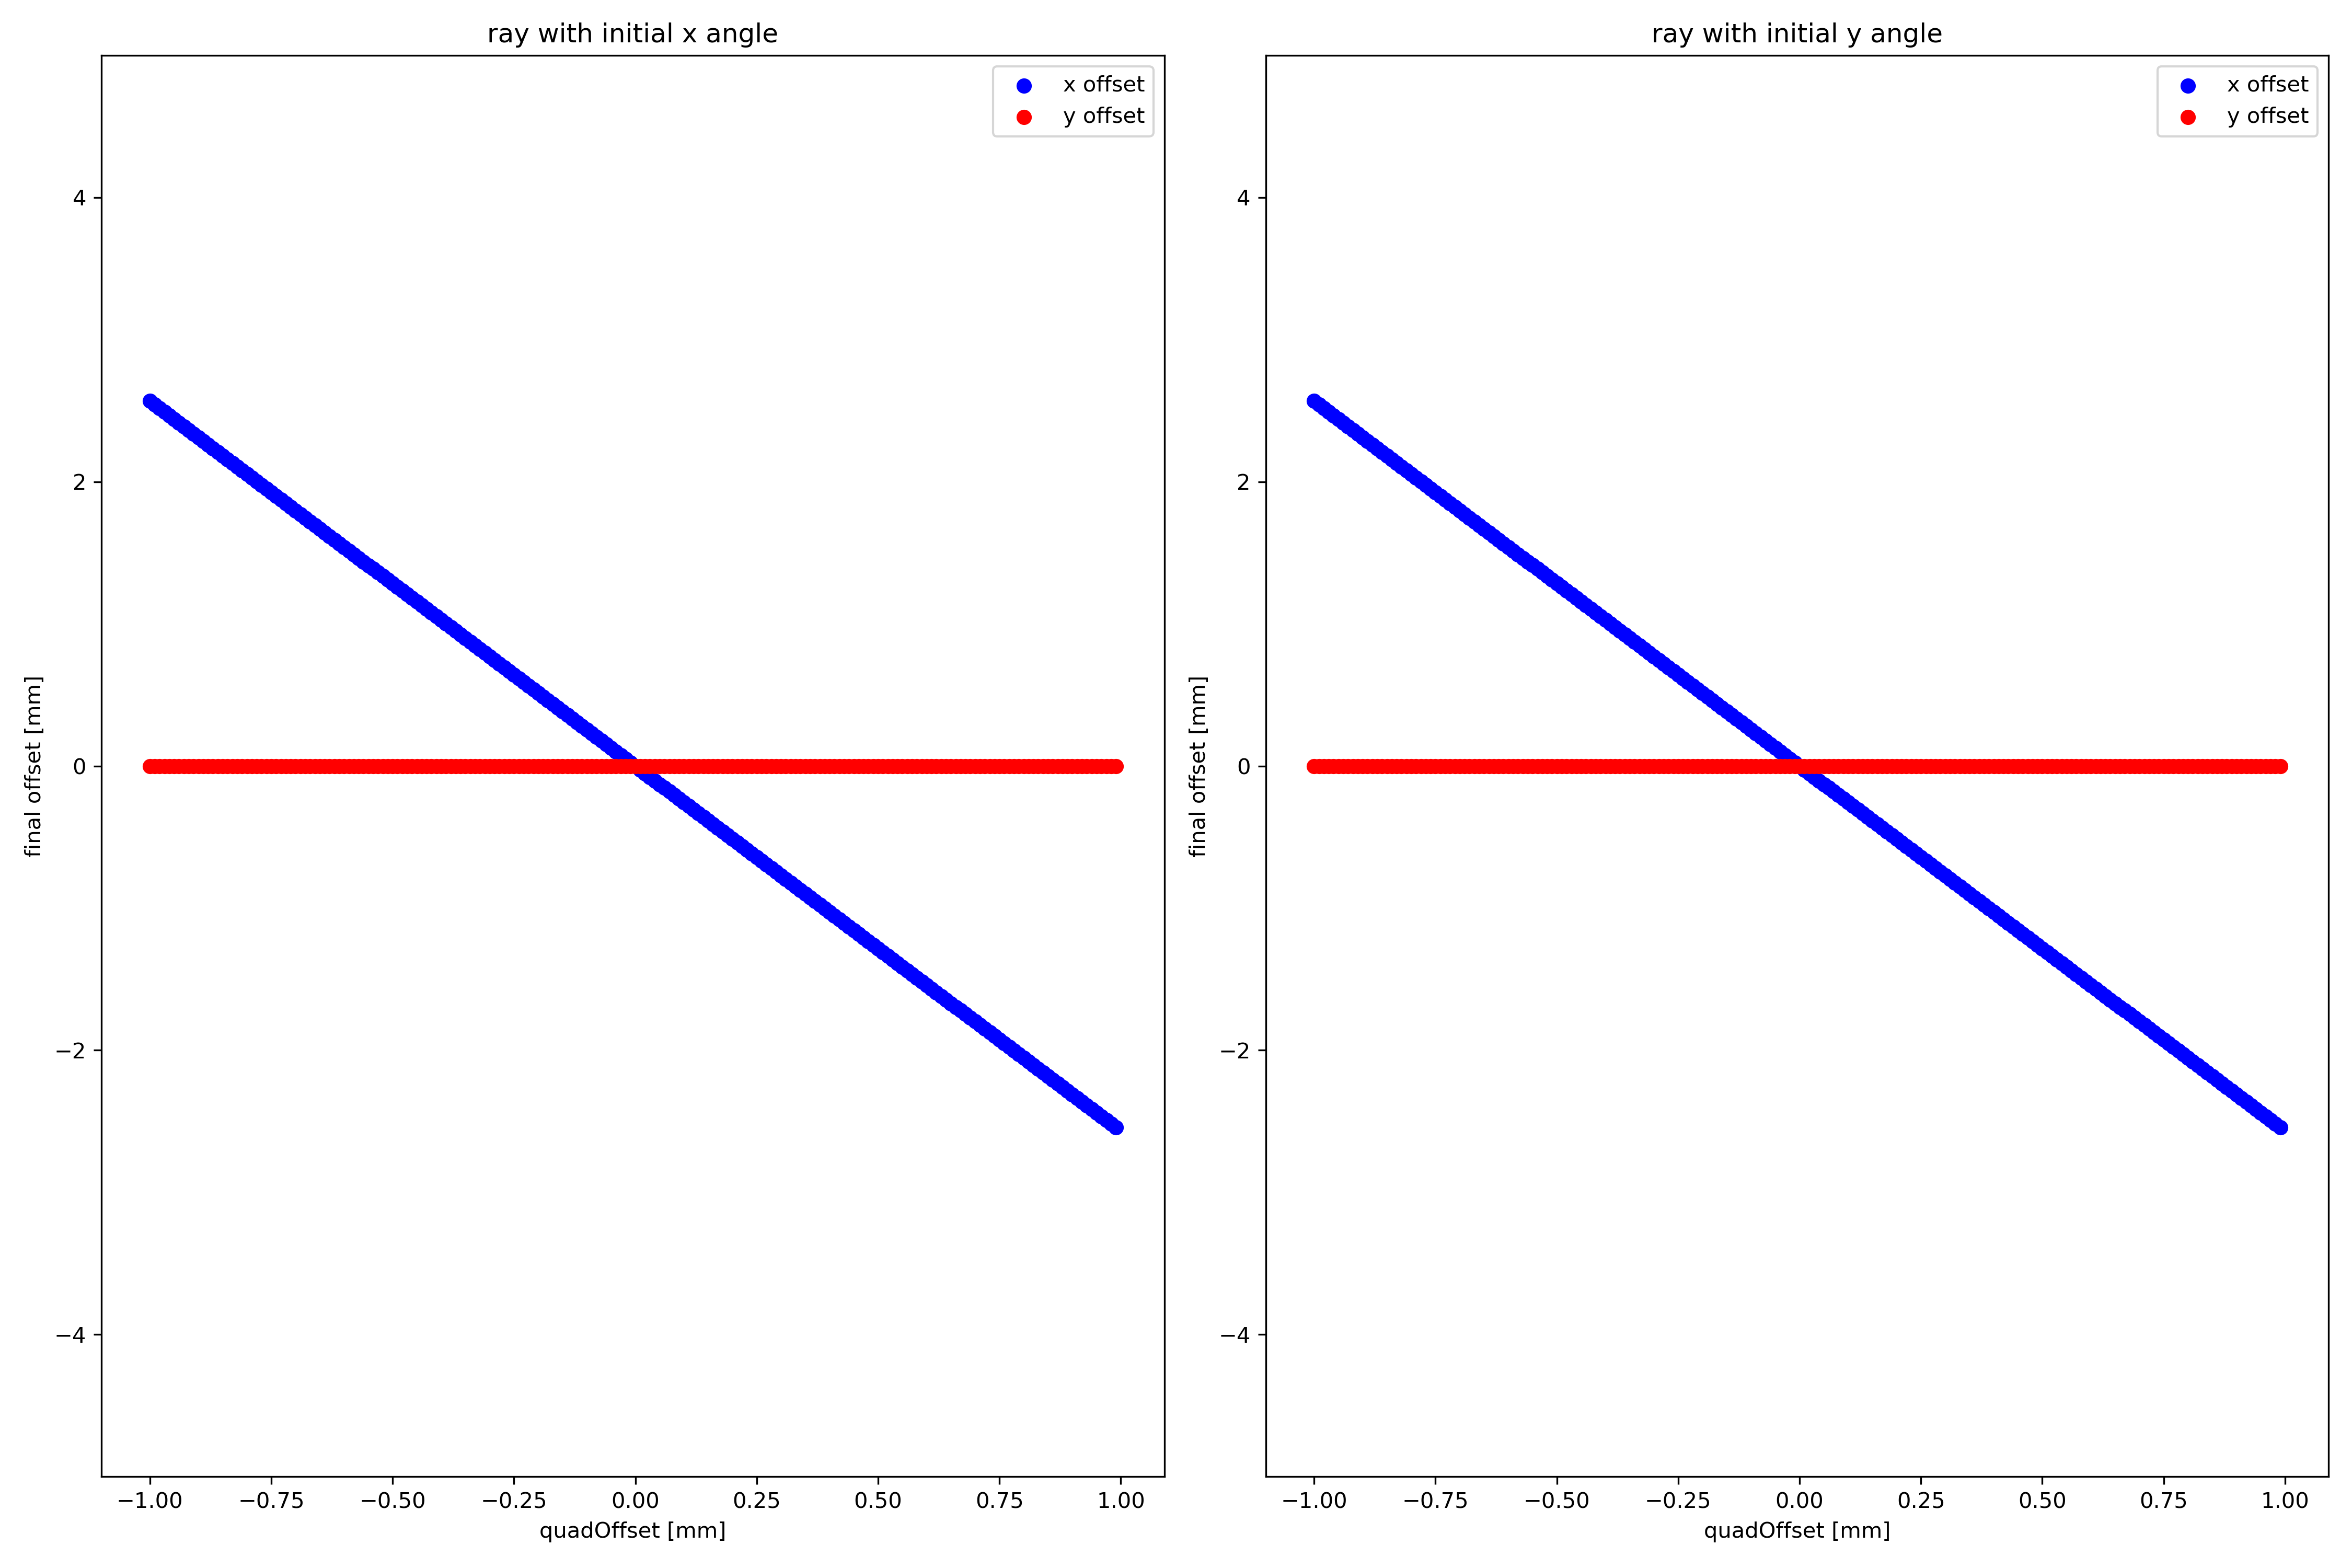 ray with initial x angle
x offset
y offset
4
2
0
−2
−4
final offset [mm]
−1.00 −0.75 −0.50 −0.25 0.00 0.25 0.50 0.75 1.00
quadOffset [mm]
ray with initial y angle
x offset
y offset
4
2
0
−2
−4
final offset [mm]
−1.00 −0.75 −0.50 −0.25 0.00 0.25 0.50 0.75 1.00
quadOffset [mm]